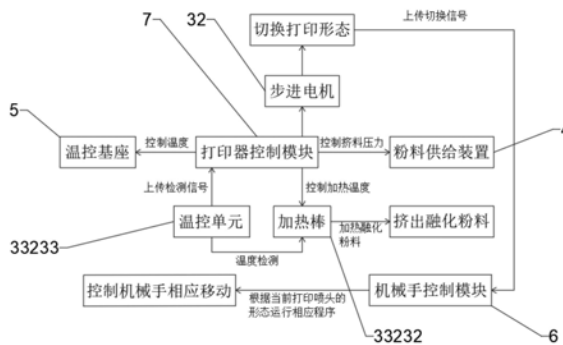 7
32
切换打印形态
上传切换信号
步进电机
5
控制温度
控制挤料压力
温控基座
打印器控制模块
粉料供给装置
上传检测信号
控制加热温度
温控单元
加热棒
加热融化
粉料
挤出融化粉料
33233
温度检测
控制机械手相应移动
根据当前打印喷头的
形态运行相应程序
机械手控制模块
33232
6